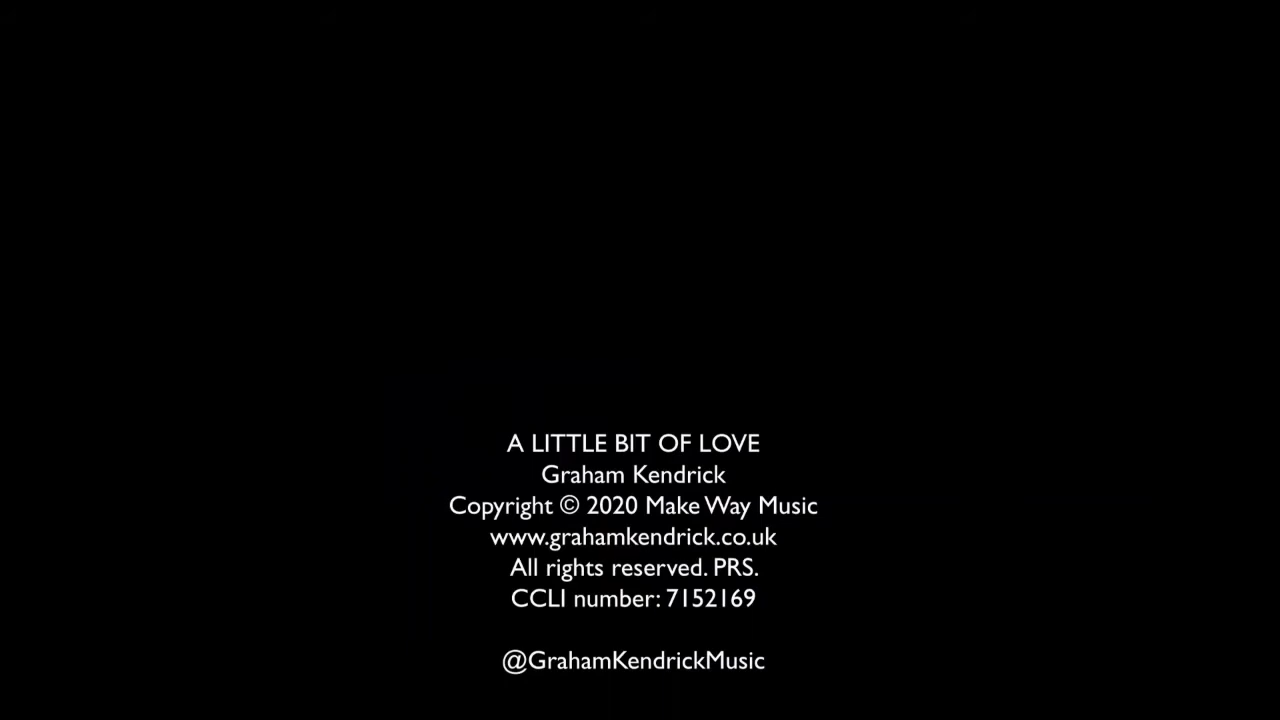 A LITTLE BIT OF LOVE
Graham Kendrick
Copyright © 2020 Make Way Music
www.grahamkendrick.co.uk
All rights reserved. PRS.
CCLI number: 7152169
@GrahamKendrickMusic